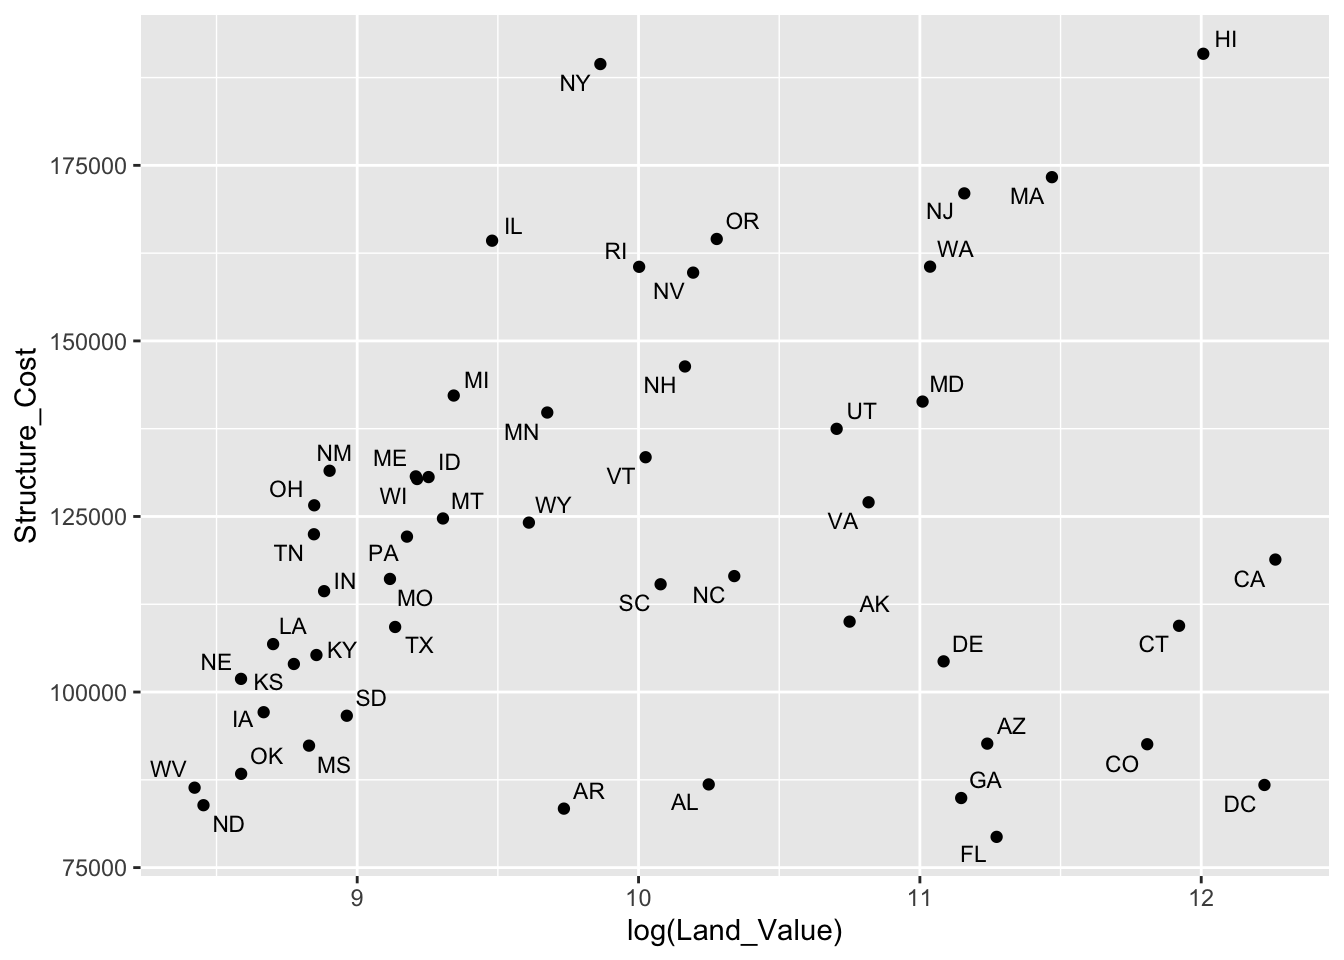 HI
NY
175000
MA
NJ
IL
OR
RI
WA
NV
150000
MI
NH
MD
UT
MN
NM
ME
ID
VT
OH
WI
MT
WY
125000
VA
TN
PA
CA
IN
MO
SC
NC
AK
LA
TX
CT
DE
KY
NE
KS
100000
SD
IA
AZ
OK
MS
CO
WV
GA
AR
AL
DC
ND
FL
75000
Structure_Cost
9
10
11
12
log(Land_Value)